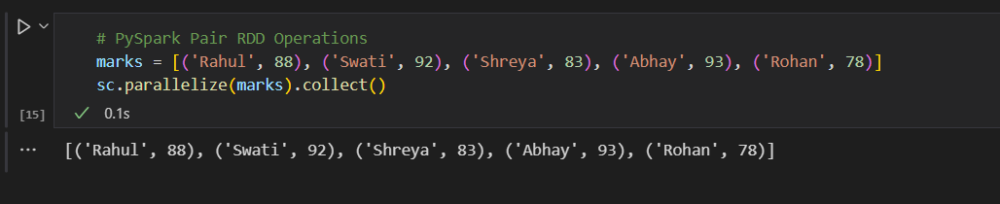 # PySpark Pair RDD Operations
marks = [('Rahul', 88), ('Swati', 92), ('Shreya', 83), ('Abhay', 93), ('Rohan', 78)]
sc.parallelize(marks).collect()
[15] ✓ 0.1s
... [('Rahul', 88), ('Swati', 92), ('Shreya', 83), ('Abhay', 93), ('Rohan', 78)]